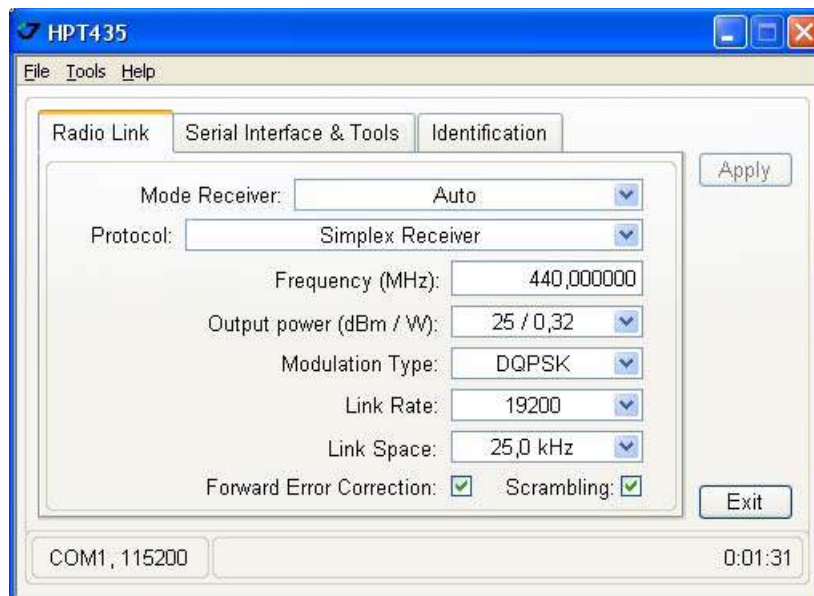 HPT435
File Tools Help
Radio Link Serial Interface & Tools Identification
Apply
Mode Receiver: Auto
Protocol: Simplex Receiver
Frequency (MHz): 440,000000
Output power (dBm / W): 25 / 0,32
Modulation Type: DQPSK
Link Rate: 19200
Link Space: 25,0 kHz
Forward Error Correction: Scrambling:
Exit
COM1, 115200 0:01:31